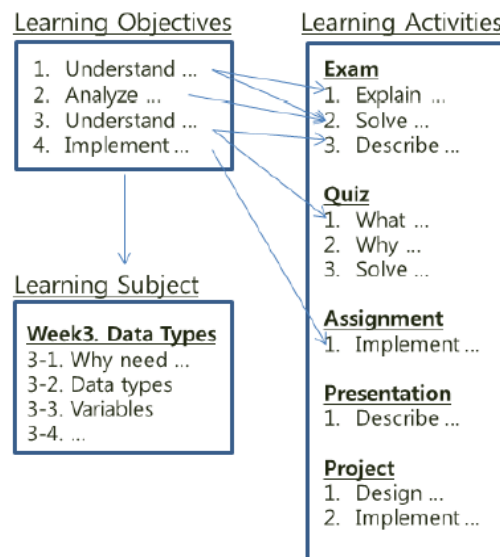 Learning Objectives
1. Understand ...
2. Analyze ...
3. Understand ...
4. Implement ...
Learning Subject
Week3. Data Types
3-1. Why need ...
3-2. Data types
3-3. Variables
3-4. ...
Learning Activities
Exam
1. Explain ...
2. Solve ...
3. Describe ...
Quiz
1. What ...
2. Why ...
3. Solve ...
Assignment
1. Implement ...
Presentation
1. Describe ...
Project
1. Design ...
2. Implement ...